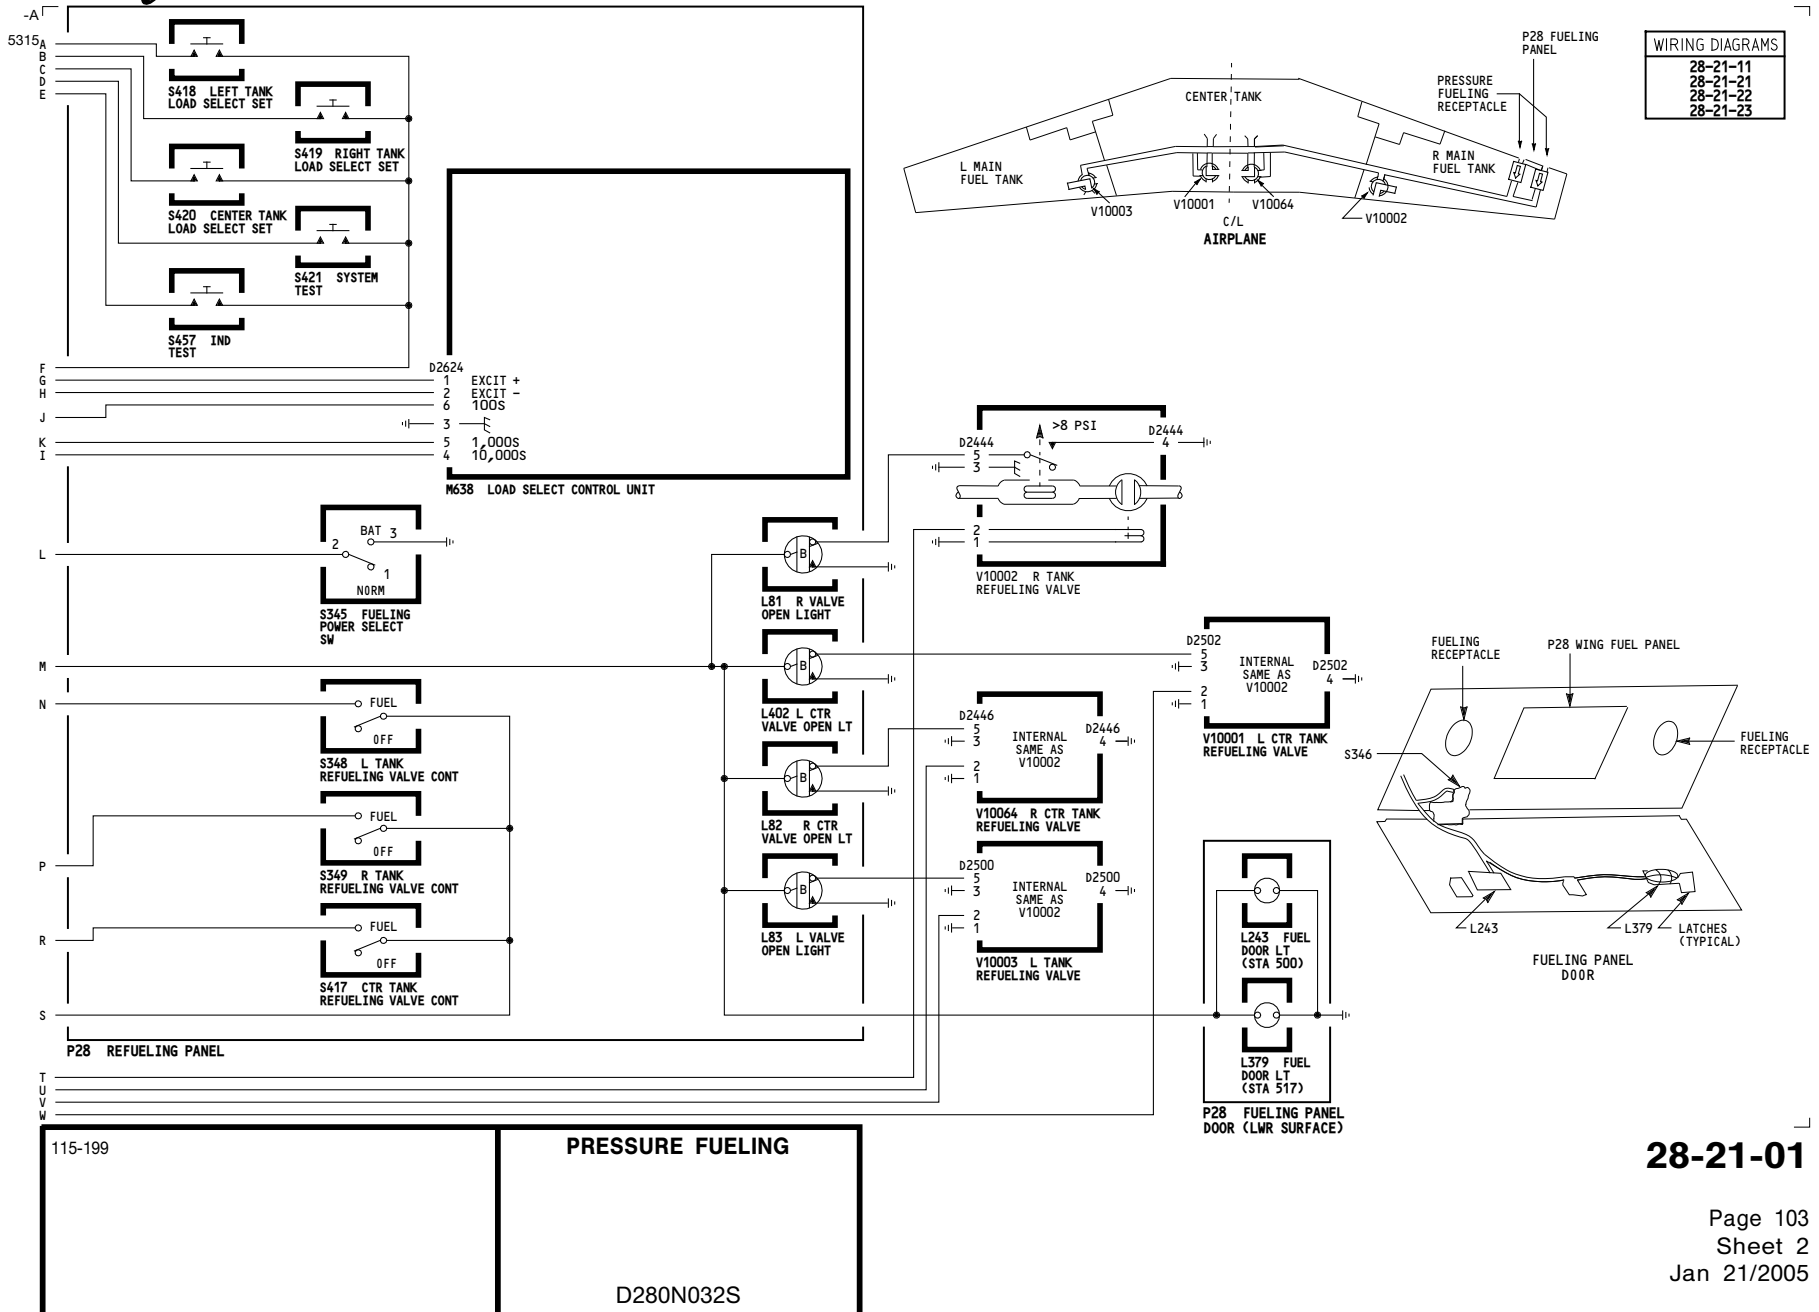 -A
5315
A
B
C
D
E
S418 LEFT TANK
LOAD SELECT SET
S419 RIGHT TANK
LOAD SELECT SET
S420 CENTER TANK
LOAD SELECT SET
S421 SYSTEM
TEST
S457 IND
TEST
F
G
H
J
K
I
D2624
1 EXCIT +
2 EXCIT -
6 100S
3
5 1,000S
4 10,000S
M638 LOAD SELECT CONTROL UNIT
L
BAT 3
2
1
NORM
S345 FUELING
POWER SELECT
SW
M
N
FUEL
OFF
S348 L TANK
REFUELING VALVE CONT
P
FUEL
OFF
S349 R TANK
REFUELING VALVE CONT
R
FUEL
OFF
S417 CTR TANK
REFUELING VALVE CONT
S
P28 REFUELING PANEL
T
U
V
W
B
L81 R VALVE
OPEN LIGHT
B
L402 L CTR
VALVE OPEN LT
B
L82 R CTR
VALVE OPEN LT
B
L83 L VALVE
OPEN LIGHT
>8 PSI
D2444
5
3
2
1
D2444
4
V10002 R TANK
REFUELING VALVE
D2502
5
3
2
1
INTERNAL
SAME AS
V10002
D2502
4
V10001 L CTR TANK
REFUELING VALVE
D2446
5
3
2
1
INTERNAL
SAME AS
V10002
D2446
4
V10064 R CTR TANK
REFUELING VALVE
D2500
5
3
2
1
INTERNAL
SAME AS
V10002
D2500
4
V10003 L TANK
REFUELING VALVE
L243 FUEL
DOOR LT
(STA 500)
L379 FUEL
DOOR LT
(STA 517)
P28 FUELING PANEL
DOOR (LWR SURFACE)
CENTER TANK
L MAIN
FUEL TANK
R MAIN
FUEL TANK
PRESSURE
FUELING
RECEPTACLE
P28 FUELING
PANEL
V10003
V10001
V10064
V10002
C/L
AIRPLANE
WIRING DIAGRAMS
28-21-11
28-21-21
28-21-22
28-21-23
FUELING
RECEPTACLE
P28 WING FUEL PANEL
FUELING
RECEPTACLE
S346
L243
L379
LATCHES
(TYPICAL)
FUELING PANEL
DOOR
115-199
PRESSURE FUELING
D280N032S
28-21-01
Page 103
Sheet 2
Jan 21/2005